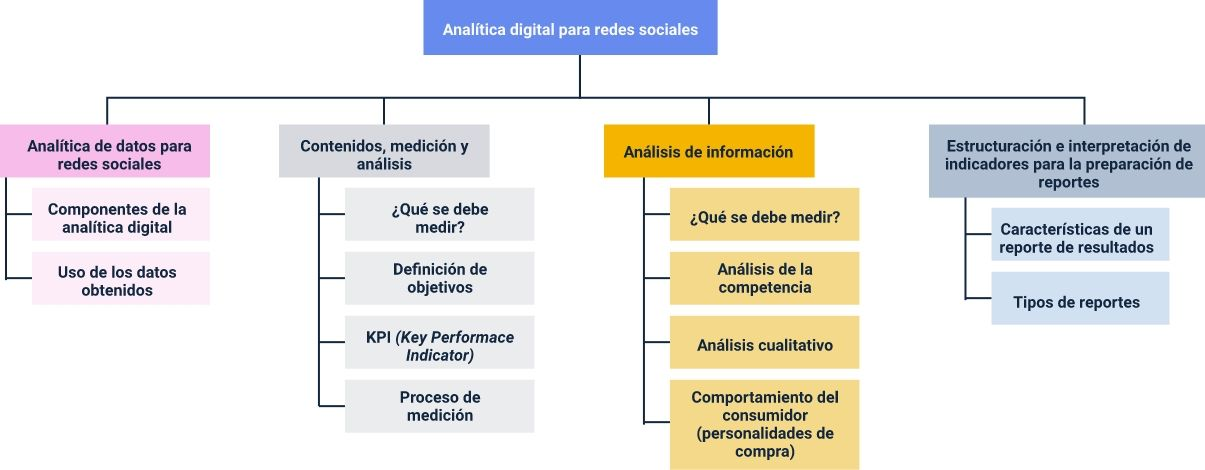 Analítica digital para redes sociales
Analítica de datos para
redes sociales
Componentes de la
analítica digital
Uso de los datos
obtenidos
Contenidos, medición y
análisis
¿Qué se debe
medir?
Definición de
objetivos
KPI (Key Performace
Indicator)
Proceso de
medición
Análisis de información
¿Qué se debe medir?
Análisis de la
competencia
Análisis cualitativo
Comportamiento del
consumidor
(personalidades de
compra)
Estructuración e interpretación de
indicadores para la preparación de
reportes
Características de un
reporte de resultados
Tipos de reportes